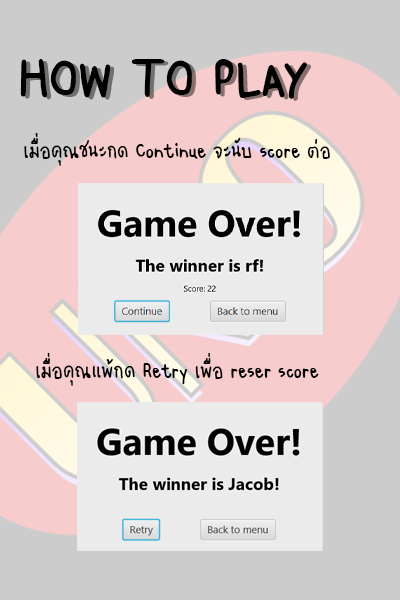 HOW TO PLAY
เมื่อคุณชนะกด Continue จะนับ score ต่อ
Game Over!
The winner is rf!
Score: 22
Continue Back to menu
เมื่อคุณแพ้กด Retry เพื่อ reser score
Game Over!
The winner is Jacob!
Retry Back to menu
UNO